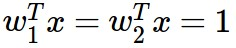 $w_1^T x = w_2^T x = 1$